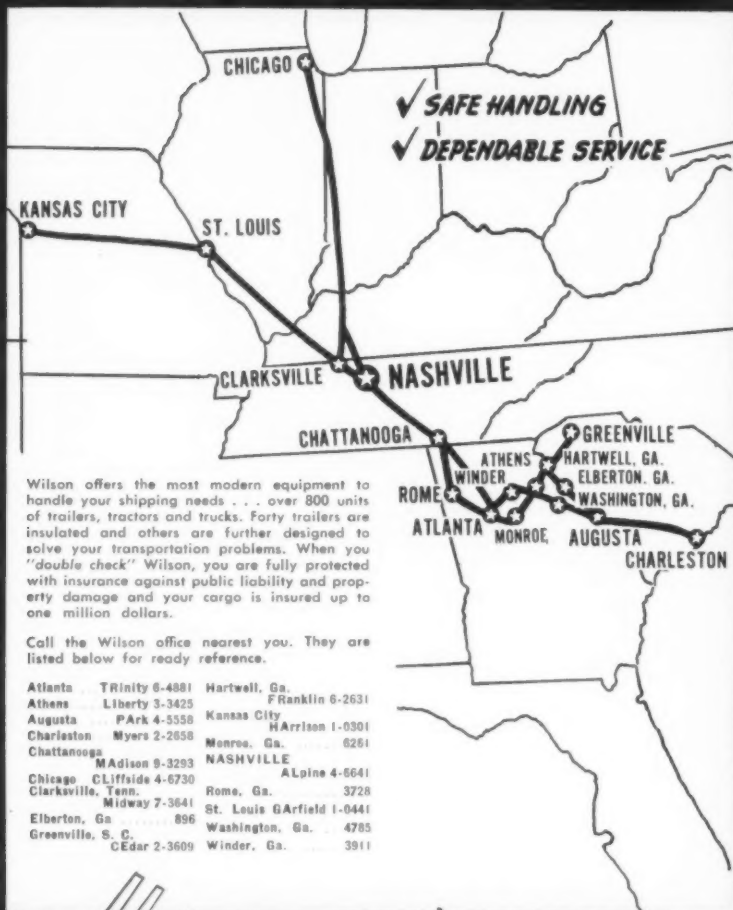 CHICAGO
✓ SAFE HANDLING
✓ DEPENDABLE SERVICE
KANSAS CITY
ST. LOUIS
CLARKSVILLE
NASHVILLE
CHATTANOOGA
GREENVILLE
ATHENS
HARTWELL, GA.
WINDER
ELBERTON, GA.
ROME
WASHINGTON, GA.
ATLANTA
MONROE,
AUGUSTA
CHARLESTON
Wilson offers the most modern equipment to
handle your shipping needs . . . over 800 units
of trailers, tractors and trucks. Forty trailers are
insulated and others are further designed to
solve your transportation problems. When you
"double check" Wilson, you are fully protected
with insurance against public liability and prop-
erty damage and your cargo is insured up to
one million dollars.
Call the Wilson office nearest you. They are
listed below for ready reference.
Atlanta TRinity 6-4881
Athens Liberty 3-3425
Augusta PArk 4-5558
Charleston Myers 2-2658
Chattanooga
MAdison 9-3293
Chicago CLiffside 4-6730
Clarksville, Tenn.
Midway 7-3641
Elberton, Ga 896
Greenville, S. C.
CEdar 2-3609
Hartwell, Ga.
FRanklin 6-2631
Kansas City
HArrison 1-0301
Monroe, Ga. 6261
NASHVILLE
ALpine 4-6641
Rome, Ga. 3728
St. Louis GArfield 1-0441
Washington, Ga. 4785
Winder, Ga. 3911